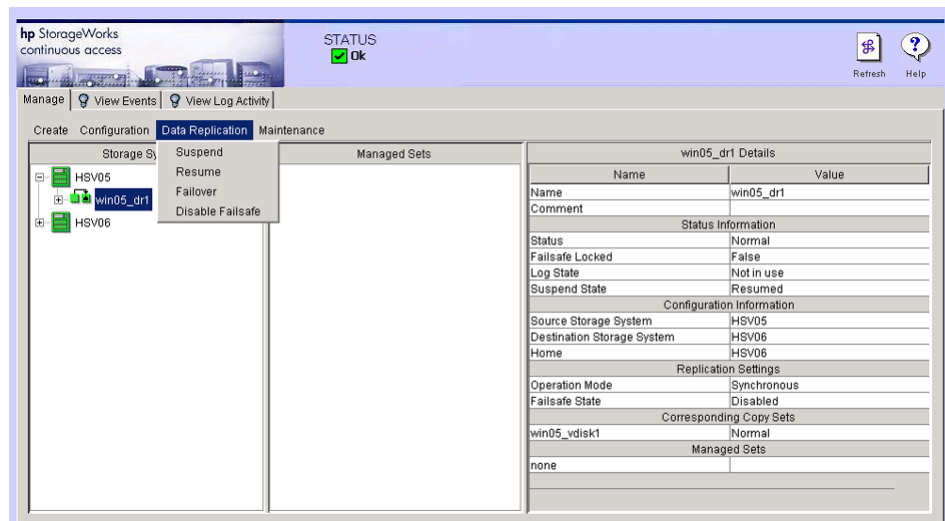 hp StorageWorks
continuous access
STATUS
Ok
Refresh
Help
Manage
View Events
View Log Activity
Create
Configuration
Data Replication
Maintenance
Storage Sy
Managed Sets
win05_dr1 Details
Suspend
Resume
Failover
Disable Failsafe
HSV05
win05_dr1
HSV06
Name Value
Name win05_dr1
Comment
Status Information
Status Normal
Failsafe Locked False
Log State Not in use
Suspend State Resumed
Configuration Information
Source Storage System HSV05
Destination Storage System HSV06
Home HSV06
Replication Settings
Operation Mode Synchronous
Failsafe State Disabled
Corresponding Copy Sets
win05_vdisk1 Normal
Managed Sets
none